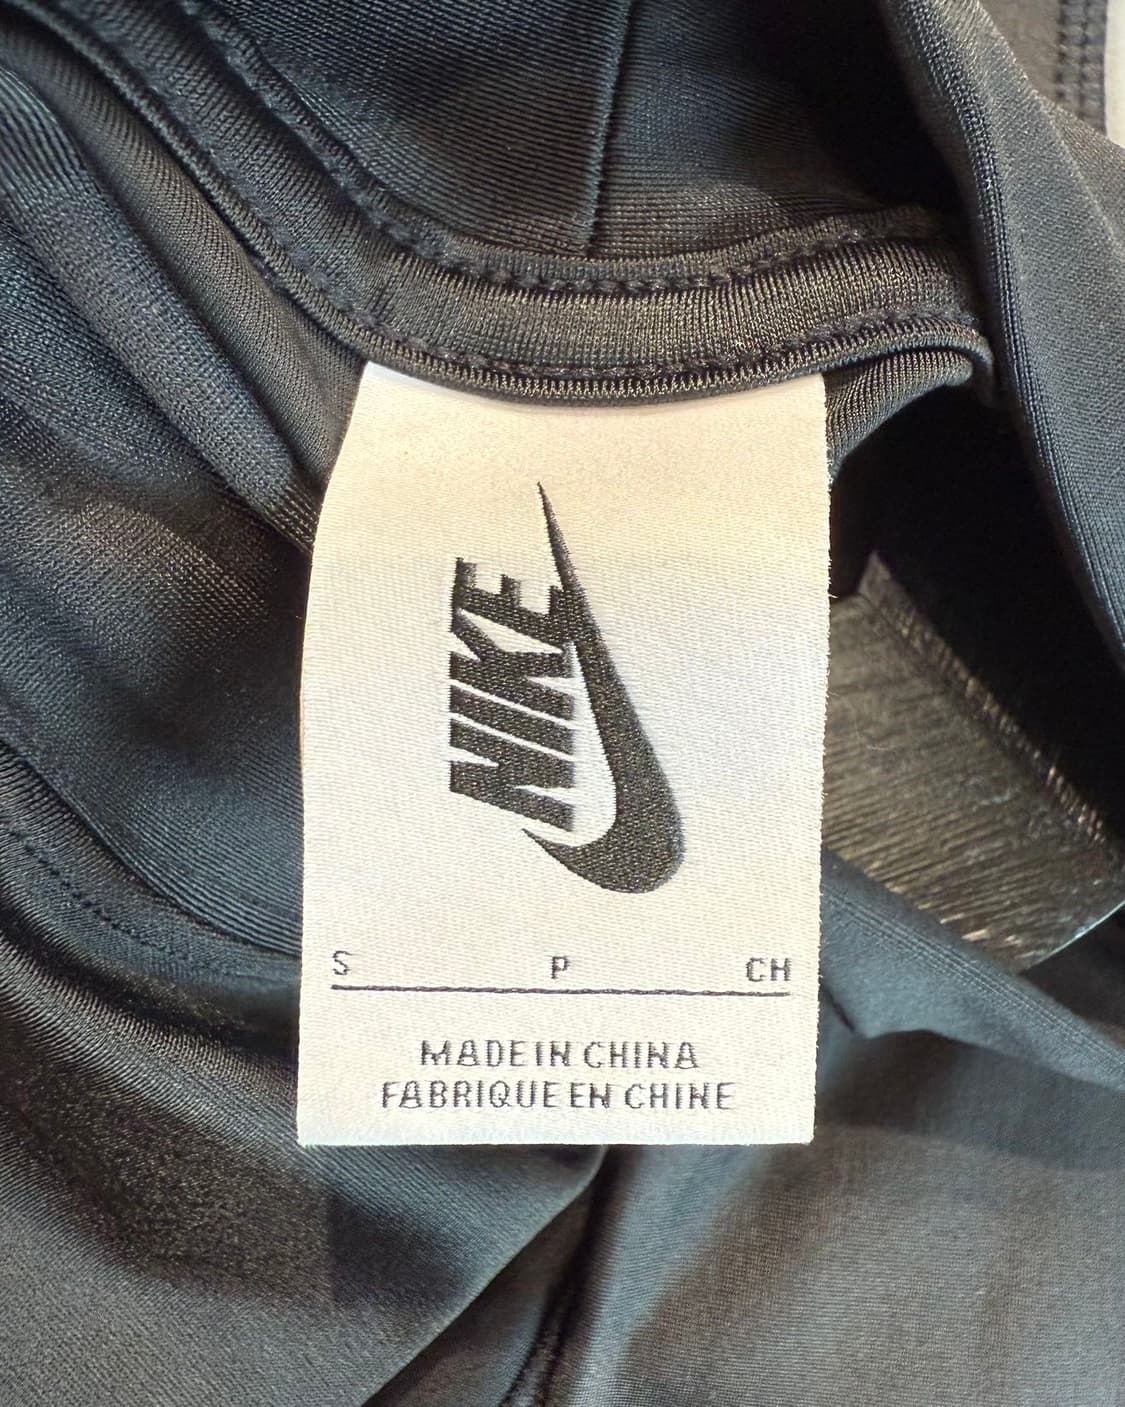 NIKE
S P CH
MADE IN CHINA
FABRIQUE EN CHINE